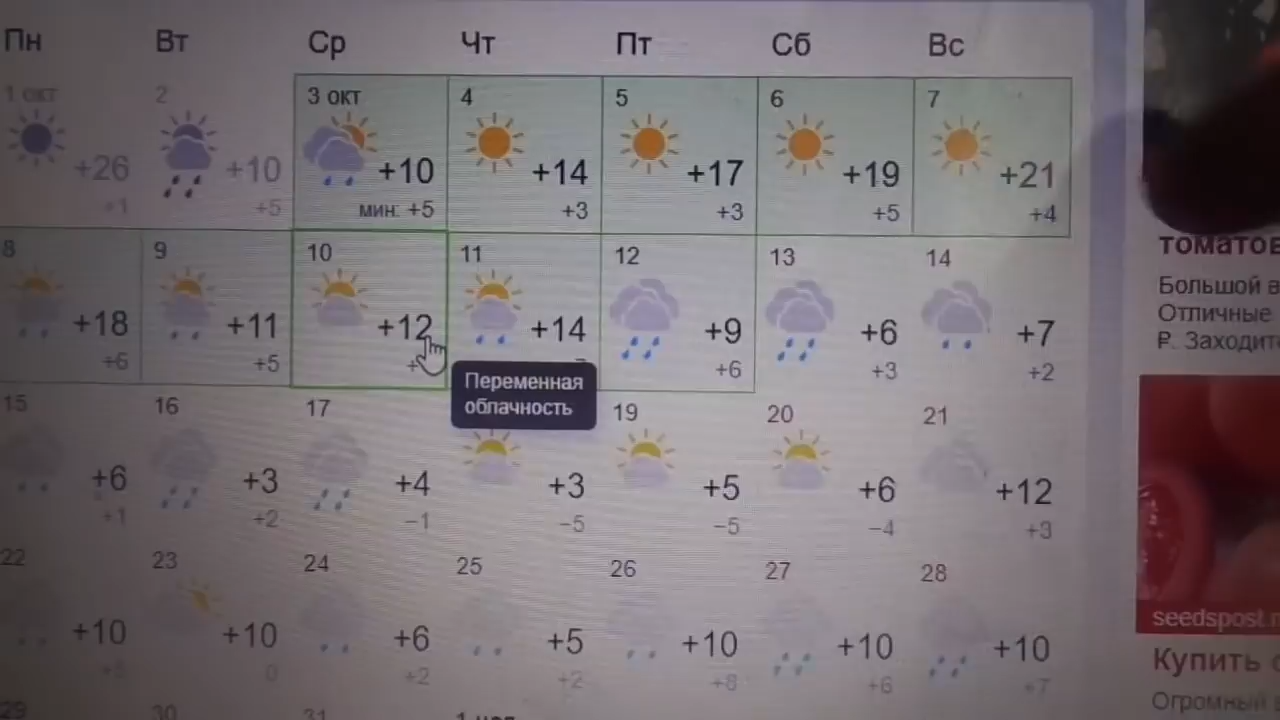 Пн Вт Ср Чт Пт Сб Вс
1 окт 2 3 окт 4 5 6 7
+26 +10 +10 +14 +17 +19 +21
+1 +5 мин: +5 +3 +3 +5 +4
8 9 10 11 12 13 14
+18 +11 +12 +14 +9 +6 +7
+6 +5 +6 +3 +2
Переменная
облачность
15 16 17 19 20 21
+6 +3 +4 +3 +5 +6 +12
+1 +2 −1 −5 −5 −4 +3
22 23 24 25 26 27 28
+10 +10 +6 +5 +10 +10 +10
0 +2 +2 +8 +6 +7
29 30 31
томатов
Большой в
Отличные
₽. Заходит
seedspost.r
Купить
Огромный